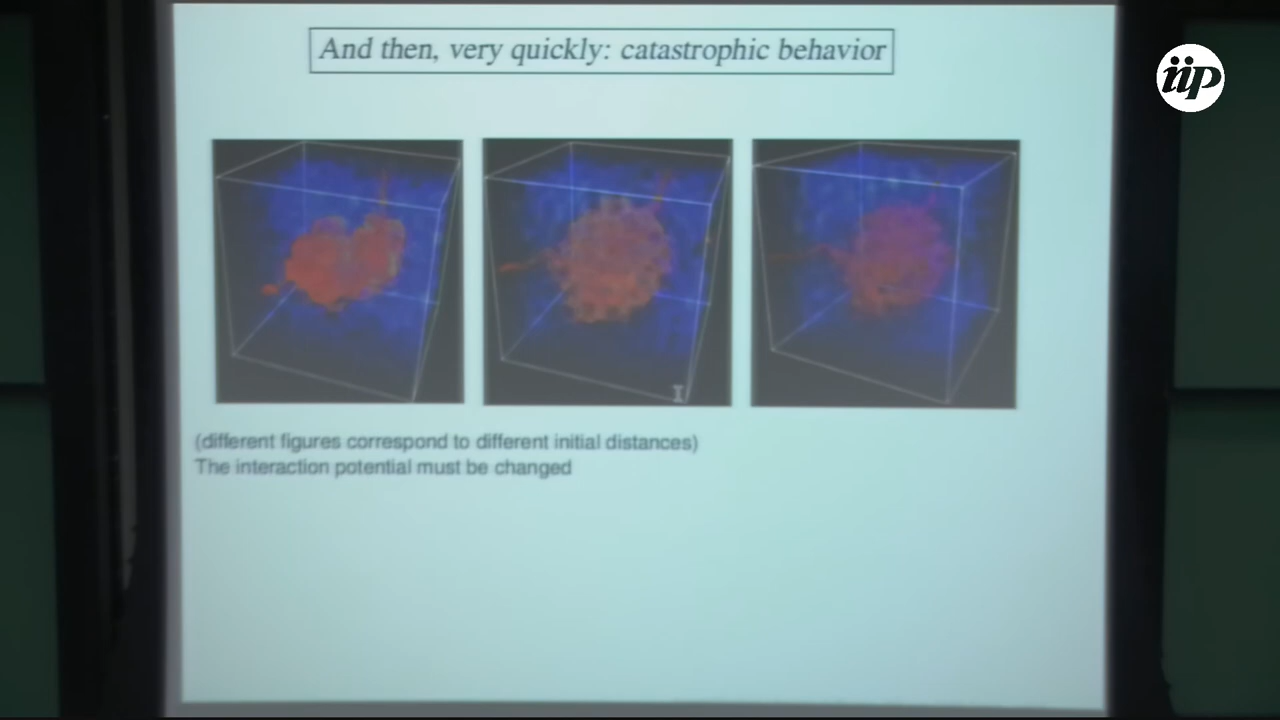 And then, very quickly: catastrophic behavior
iip
(different figures correspond to different initial distances)
The interaction potential must be changed